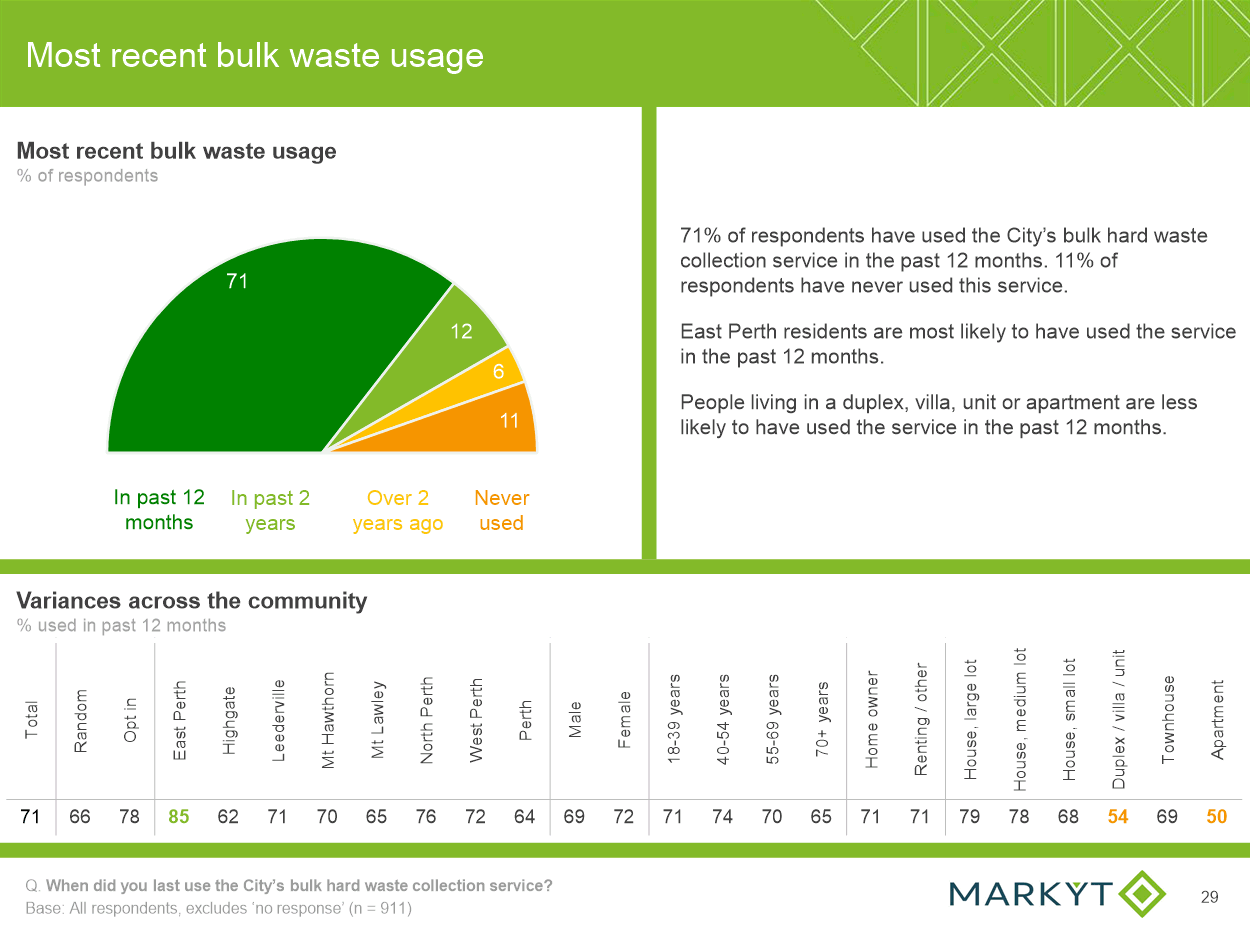 Most recent bulk waste usage
Most recent bulk waste usage
% of respondents
71
12
6
11
In past 12
months
In past 2
years
Over 2
years ago
Never
used
71% of respondents have used the City’s bulk hard waste
collection service in the past 12 months. 11% of
respondents have never used this service.
East Perth residents are most likely to have used the service
in the past 12 months.
People living in a duplex, villa, unit or apartment are less
likely to have used the service in the past 12 months.
Variances across the community
% used in past 12 months
Total
Random
Opt in
East Perth
Highgate
Leederville
Mt Hawthorn
Mt Lawley
North Perth
West Perth
Perth
Male
Female
18-39 years
40-54 years
55-69 years
70+ years
Home owner
Renting / other
House, large lot
House, medium lot
House, small lot
Duplex / villa / unit
Townhouse
Apartment
71 66 78 85 62 71 70 65 76 72 64 69 72 71 74 70 65 71 71 79 78 68 54 69 50
Q. When did you last use the City’s bulk hard waste collection service?
Base: All respondents, excludes ‘no response’ (n = 911)
MARKYT
29